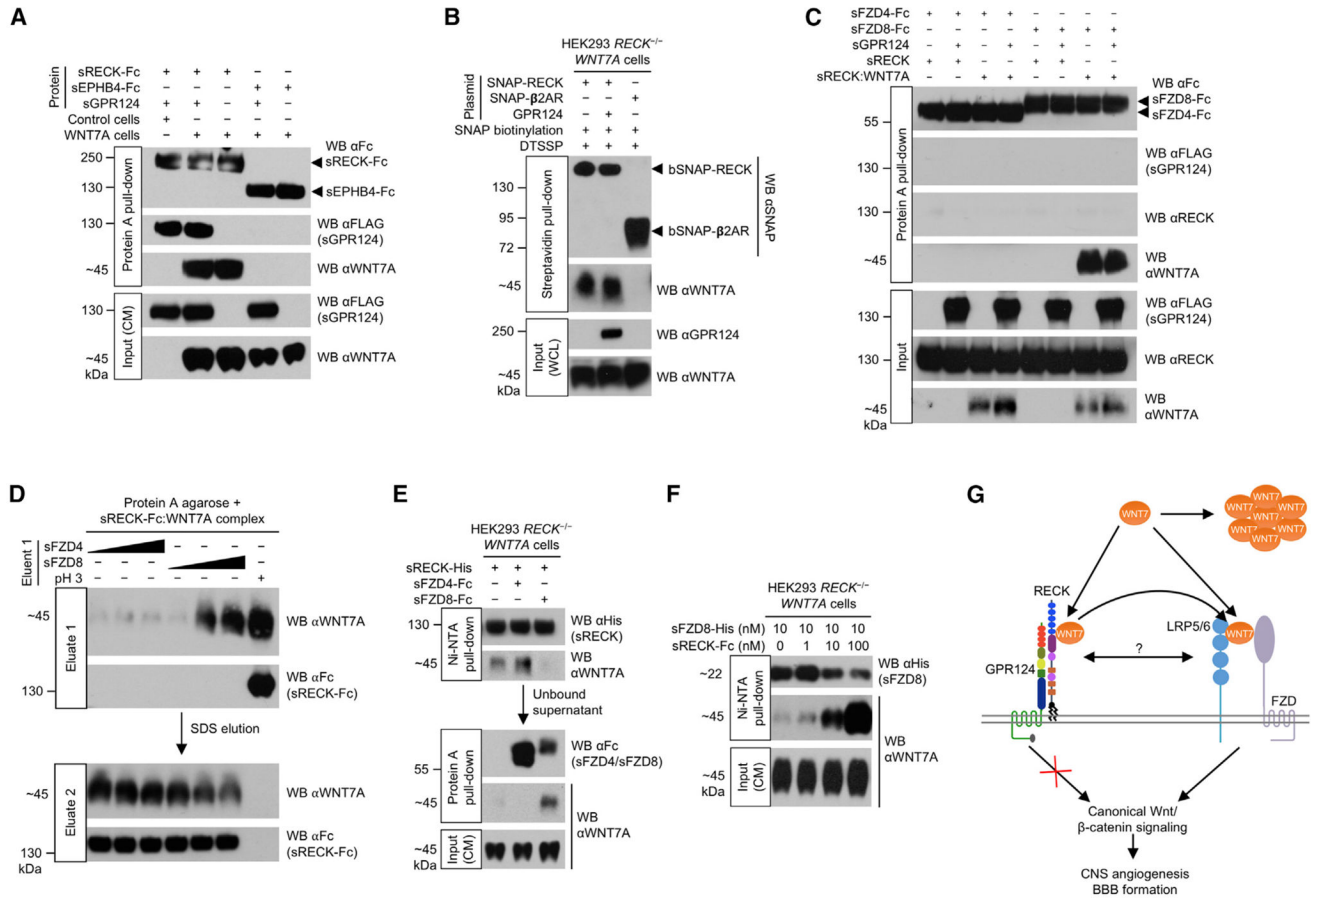 A
Protein
sRECK-Fc + + + − −
sEPHB4-Fc − − − + +
sGPR124 + + − + −
Control cells + − − − −
WNT7A cells − + + + +
WB αFc
250
sRECK-Fc
130
sEPHB4-Fc
Protein A pull-down
130
WB αFLAG
(sGPR124)
~45
WB αWNT7A
Input (CM)
130
WB αFLAG
(sGPR124)
~45
kDa
WB αWNT7A
B
HEK293 RECK−/−
WNT7A cells
Plasmid
SNAP-RECK + + −
SNAP-β2AR − − +
GPR124 − + −
SNAP biotinylation + + +
DTSSP + + +
Streptavidin pull-down
bSNAP-RECK
130
95
bSNAP-β2AR
72
WB αSNAP
~45
WB αWNT7A
Input
(WCL)
250
WB αGPR124
~45
kDa
WB αWNT7A
C
sFZD4-Fc + + + + − − − −
sFZD8-Fc − − − − + + + +
sGPR124 − + − + − + − +
sRECK + + − − + + − −
sRECK:WNT7A − − + + − − + +
WB αFc
sFZD8-Fc
sFZD4-Fc
55
Protein A pull-down
130
WB αFLAG
(sGPR124)
130
WB αRECK
~45
WB
αWNT7A
Input
130
WB αFLAG
(sGPR124)
130
WB αRECK
~45
kDa
WB
αWNT7A
D
Protein A agarose +
sRECK-Fc:WNT7A complex
Eluent 1
sFZD4 − − − −
sFZD8 − − − −
pH 3 − − − − − − +
Eluate 1
~45
WB αWNT7A
130
WB αFc
(sRECK-Fc)
SDS elution
Eluate 2
~45
WB αWNT7A
130
kDa
WB αFc
(sRECK-Fc)
E
HEK293 RECK−/−
WNT7A cells
sRECK-His + + +
sFZD4-Fc − + −
sFZD8-Fc − − +
Ni-NTA
pull-down
130
WB αHis
(sRECK)
~45
WB
αWNT7A
Unbound
supernatant
Protein A
pull-down
55
WB αFc
(sFZD4/sFZD8)
~45
WB
αWNT7A
Input
(CM)
~45
kDa
F
HEK293 RECK−/−
WNT7A cells
sFZD8-His (nM) 10 10 10 10
sRECK-Fc (nM) 0 1 10 100
Ni-NTA
pull-down
~22
WB αHis
(sFZD8)
~45
WB
αWNT7A
Input
(CM)
~45
kDa
G
WNT7
WNT7
WNT7
WNT7
WNT7
WNT7
WNT7
WNT7
RECK
LRP5/6
WNT7
WNT7
?
GPR124
FZD
Canonical Wnt/
β-catenin signaling
CNS angiogenesis
BBB formation